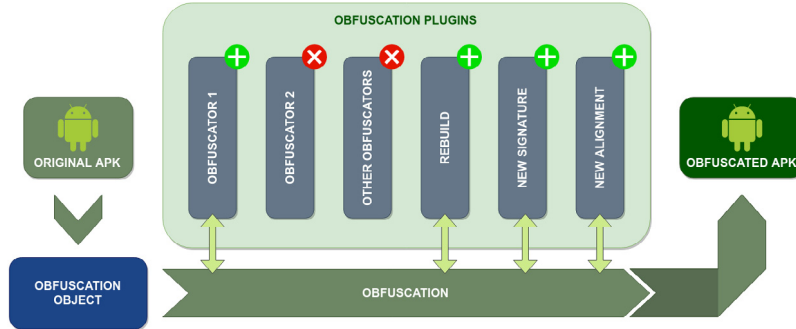 OBFUSCATION PLUGINS
OBFUSCATOR 1
OBFUSCATOR 2
OTHER OBFUSCATORS
REBUILD
NEW SIGNATURE
NEW ALIGNMENT
ORIGINAL APK
OBFUSCATED APK
OBFUSCATION
OBJECT
OBFUSCATION